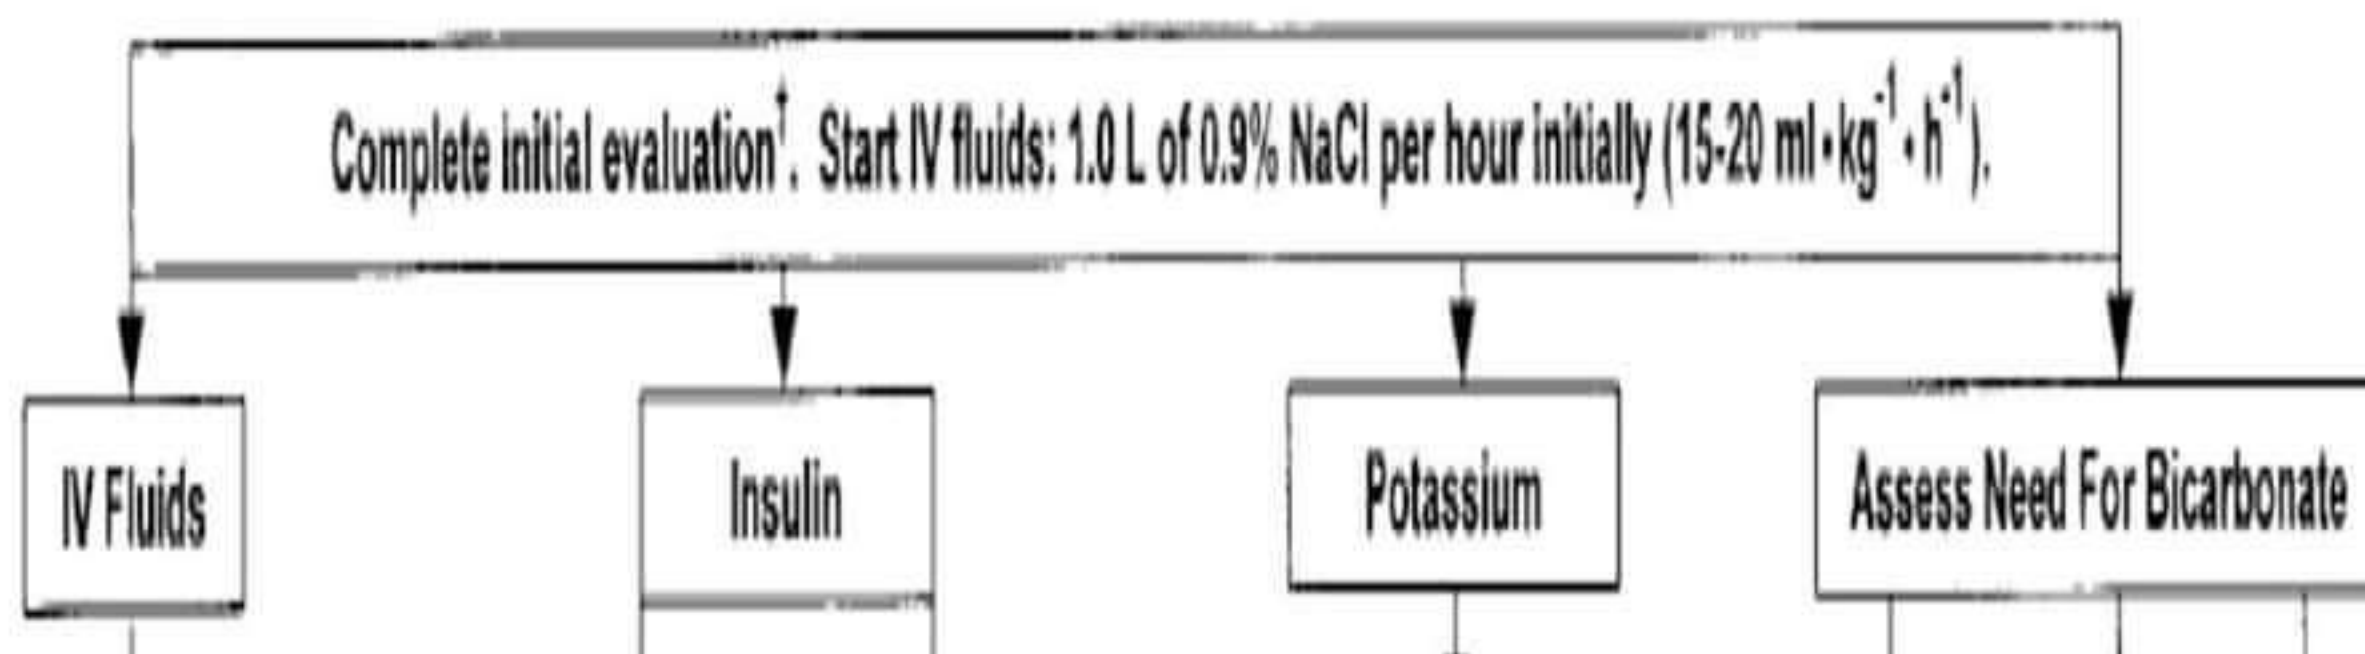 Complete initial evaluation†. Start IV fluids: 1.0 L of 0.9% NaCl per hour initially (15-20 ml•kg⁻¹•h⁻¹).
IV Fluids
Insulin
Potassium
Assess Need For Bicarbonate